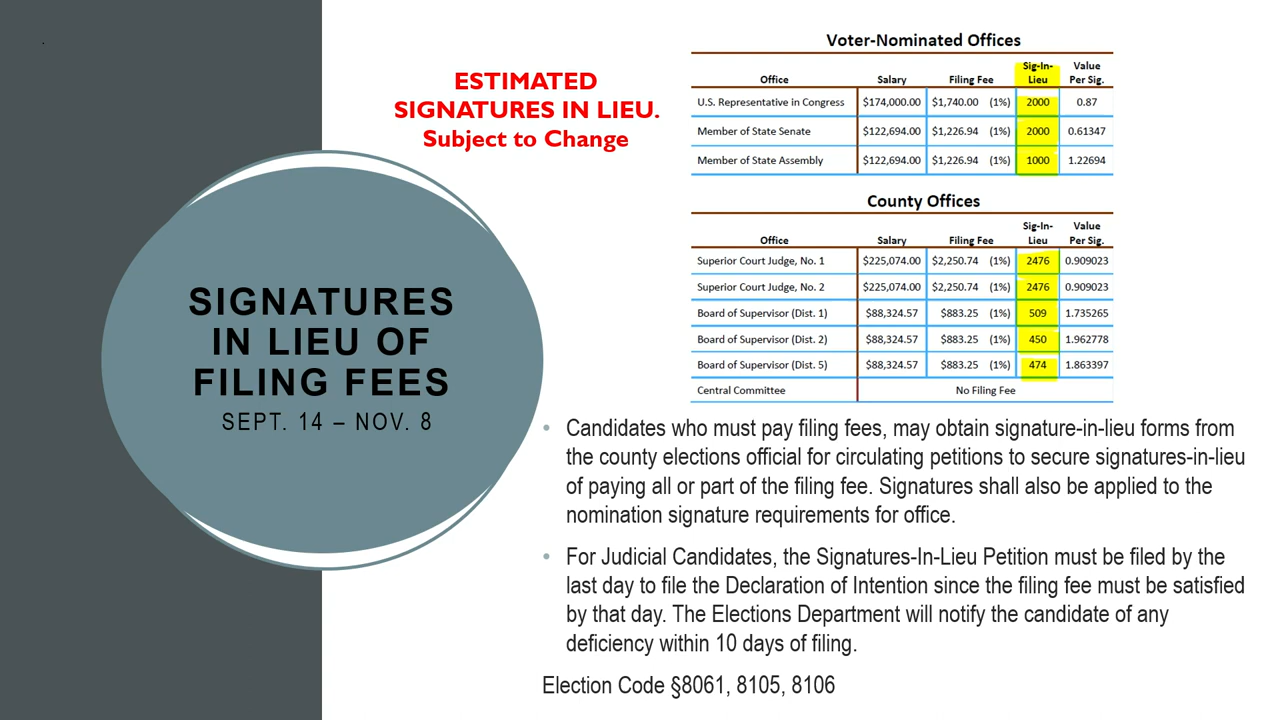 SIGNATURES
IN LIEU OF
FILING FEES
SEPT. 14 – NOV. 8
ESTIMATED
SIGNATURES IN LIEU.
Subject to Change
Voter-Nominated Offices
Office Salary Filing Fee Sig-In-Lieu Value Per Sig.
U.S. Representative in Congress $174,000.00 $1,740.00 (1%) 2000 0.87
Member of State Senate $122,694.00 $1,226.94 (1%) 2000 0.61347
Member of State Assembly $122,694.00 $1,226.94 (1%) 1000 1.22694
County Offices
Office Salary Filing Fee Sig-In-Lieu Value Per Sig.
Superior Court Judge, No. 1 $225,074.00 $2,250.74 (1%) 2476 0.909023
Superior Court Judge, No. 2 $225,074.00 $2,250.74 (1%) 2476 0.909023
Board of Supervisor (Dist. 1) $88,324.57 $883.25 (1%) 509 1.735265
Board of Supervisor (Dist. 2) $88,324.57 $883.25 (1%) 450 1.962778
Board of Supervisor (Dist. 5) $88,324.57 $883.25 (1%) 474 1.863397
Central Committee No Filing Fee
• Candidates who must pay filing fees, may obtain signature-in-lieu forms from
the county elections official for circulating petitions to secure signatures-in-lieu
of paying all or part of the filing fee. Signatures shall also be applied to the
nomination signature requirements for office.
• For Judicial Candidates, the Signatures-In-Lieu Petition must be filed by the
last day to file the Declaration of Intention since the filing fee must be satisfied
by that day. The Elections Department will notify the candidate of any
deficiency within 10 days of filing.
Election Code §8061, 8105, 8106